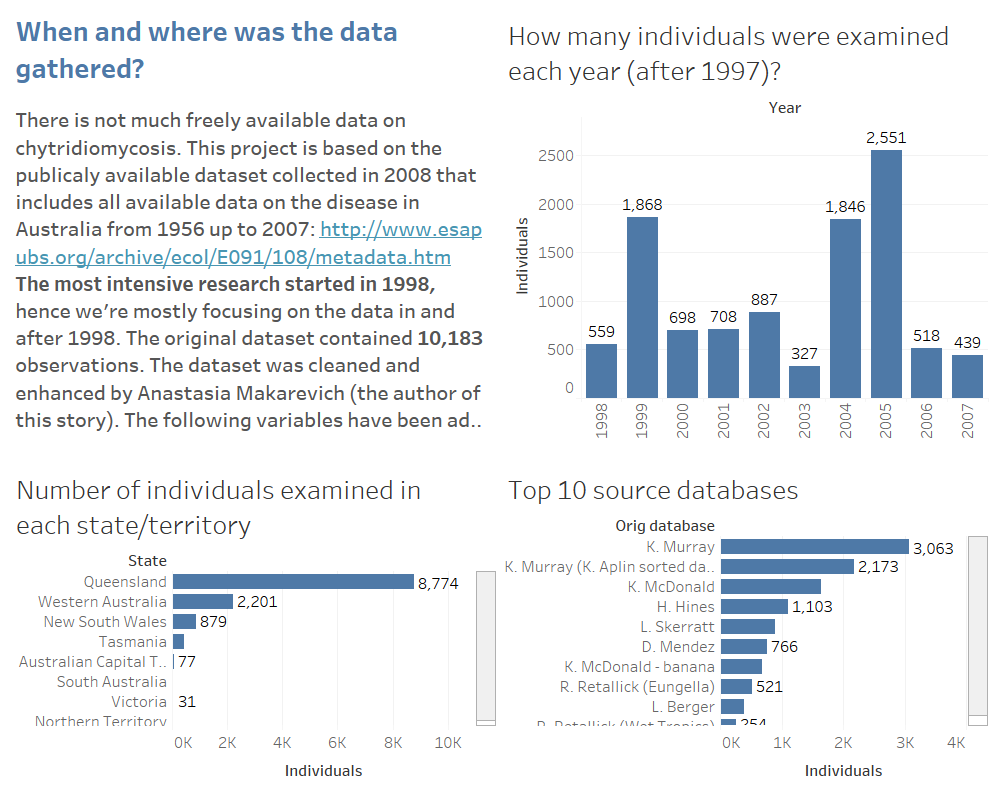 When and where was the data
gathered?
There is not much freely available data on
chytridiomycosis. This project is based on the
publicaly available dataset collected in 2008 that
includes all available data on the disease in
Australia from 1956 up to 2007: http://www.esap
ubs.org/archive/ecol/E091/108/metadata.htm
The most intensive research started in 1998,
hence we're mostly focusing on the data in and
after 1998. The original dataset contained 10,183
observations. The dataset was cleaned and
enhanced by Anastasia Makarevich (the author of
this story). The following variables have been ad..
How many individuals were examined
each year (after 1997)?
Year
Individuals
2500
2000
1500
1000
500
0
559
1,868
698
708
887
327
1,846
2,551
518
439
1998
1999
2000
2001
2002
2003
2004
2005
2006
2007
Number of individuals examined in
each state/territory
State
Queensland 8,774
Western Australia 2,201
New South Wales 879
Tasmania
Australian Capital T.. 77
South Australia
Victoria 31
Northern Territory
0K 2K 4K 6K 8K 10K
Individuals
Top 10 source databases
Orig database
K. Murray 3,063
K. Murray (K. Aplin sorted da.. 2,173
K. McDonald
H. Hines 1,103
L. Skerratt
D. Mendez 766
K. McDonald - banana
R. Retallick (Eungella) 521
L. Berger
R. Retallick (Wet Tropics) 254
0K 1K 2K 3K 4K
Individuals